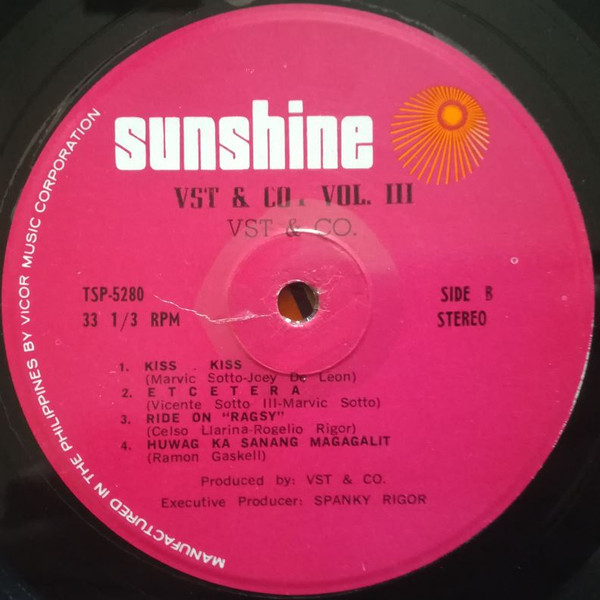 sunshine
VST & CO. VOL. III
VST & CO.
TSP-5280
33 1/3 RPM
SIDE B
STEREO
1. KISS . KISS
(Marvic Sotto-Joey De Leon)
2. E T C E T E R A
(Vicente Sotto III-Marvic Sotto)
3. RIDE ON "RAGSY"
(Celso Llarina-Rogelio Rigor)
4. HUWAG KA SANANG MAGAGALIT
(Ramon Gaskell)
Produced by: VST & CO.
Executive Producer: SPANKY RIGOR
MANUFACTURED IN THE PHILIPPINES BY VICOR MUSIC CORPORATION